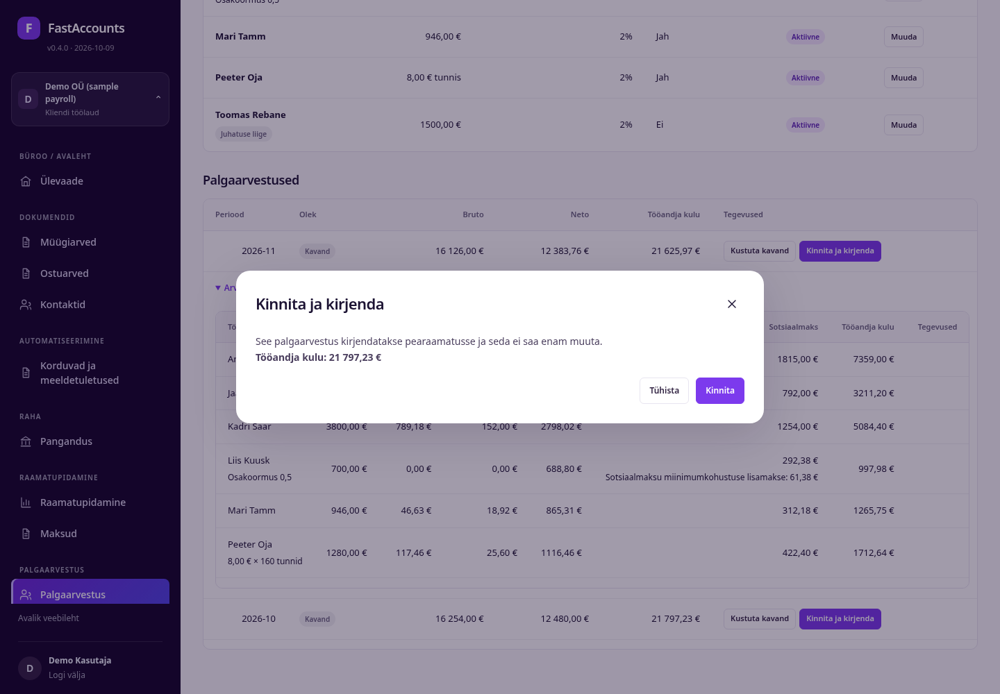 F FastAccounts
v0.4.0 · 2026-10-09
D
Demo OÜ (sample
payroll)
Kliendi töölaud
BÜROO / AVALEHT
Ülevaade
DOKUMENDID
Müügiarved
Ostuarved
Kontaktid
AUTOMATISEERIMINE
Korduvad ja
meeldetuletused
RAHA
Pangandus
RAAMATUPIDAMINE
Raamatupidamine
Maksud
PALGAARVESTUS
Palgaarvestus
Avalik veebileht
D
Demo Kasutaja
Logi välja
Osakoormus 0,5
Mari Tamm 946,00 € 2% Jah Aktiivne Muuda
Peeter Oja 8,00 € tunnis 2% Jah Aktiivne Muuda
Toomas Rebane 1500,00 € 2% Ei Aktiivne Muuda
Juhatuse liige
Palgaarvestused
Periood Olek Bruto Neto Tööandja kulu Tegevused
2026-11 Kavand 16 126,00 € 12 383,76 € 21 625,97 € Kustuta kavand Kinnita ja kirjenda
Kinnita ja kirjenda
See palgaarvestus kirjendatakse pearaamatusse ja seda ei saa enam muuta.
Tööandja kulu: 21 797,23 €
Tühista Kinnita
Sotsiaalmaks Tööandja kulu Tegevused
1815,00 € 7359,00 €
792,00 € 3211,20 €
Kadri Saar 3800,00 € 789,18 € 152,00 € 2798,02 € 1254,00 € 5084,40 €
Liis Kuusk 700,00 € 0,00 € 0,00 € 688,80 € 292,38 € 997,98 €
Osakoormus 0,5 Sotsiaalmaksu miinimumkohustuse lisamakse: 61,38 €
Mari Tamm 946,00 € 46,63 € 18,92 € 865,31 € 312,18 € 1265,75 €
Peeter Oja 1280,00 € 117,46 € 25,60 € 1116,46 € 422,40 € 1712,64 €
8,00 € × 160 tunnid
2026-10 Kavand 16 254,00 € 12 480,00 € 21 797,23 € Kustuta kavand Kinnita ja kirjenda